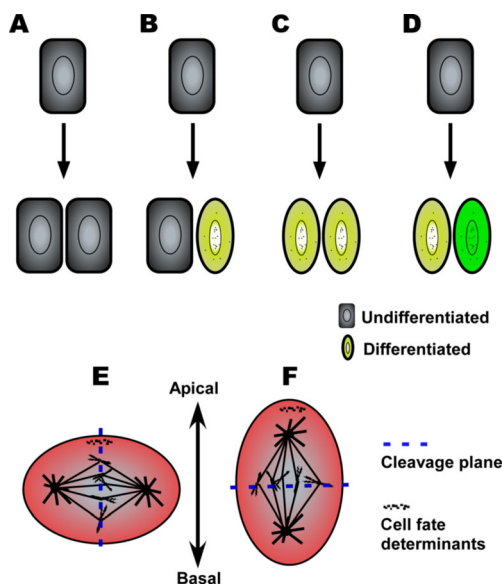 A B C D
Undifferentiated
Differentiated
E F
Apical
Cleavage plane
Cell fate
determinants
Basal